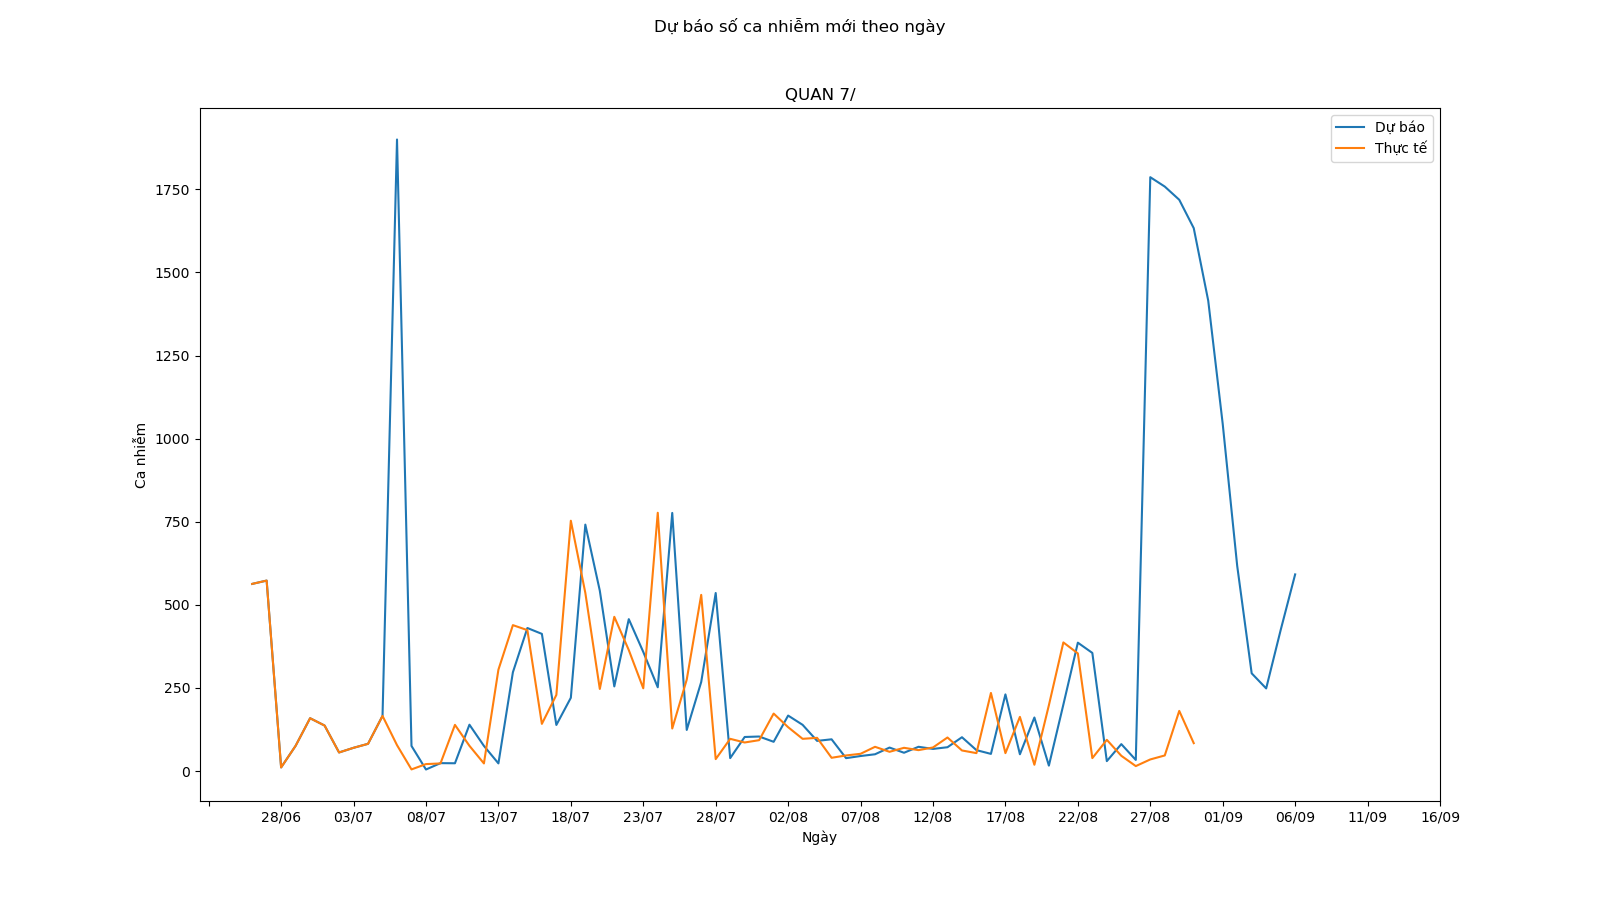 Dự báo số ca nhiễm mới theo ngày
QUAN 7/
Dự báo
Thực tế
1750
1500
1250
1000
750
500
250
0
Ca nhiễm
28/06 03/07 08/07 13/07 18/07 23/07 28/07 02/08 07/08 12/08 17/08 22/08 27/08 01/09 06/09 11/09 16/09
Ngày